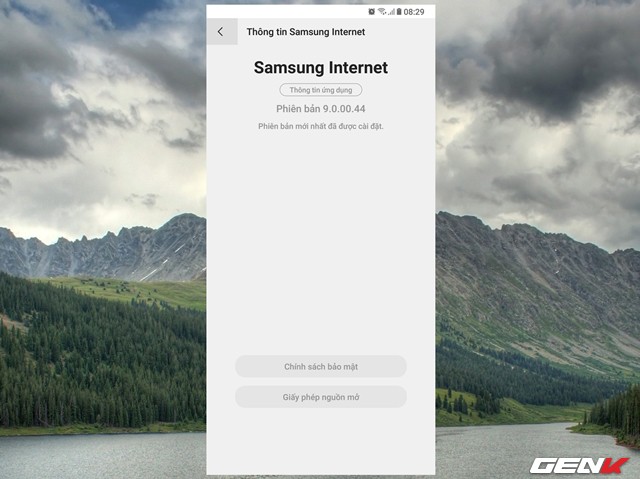 08:29
Thông tin Samsung Internet
Samsung Internet
Thông tin ứng dụng
Phiên bản 9.0.00.44
Phiên bản mới nhất đã được cài đặt.
Chính sách bảo mật
Giấy phép nguồn mở
GENK